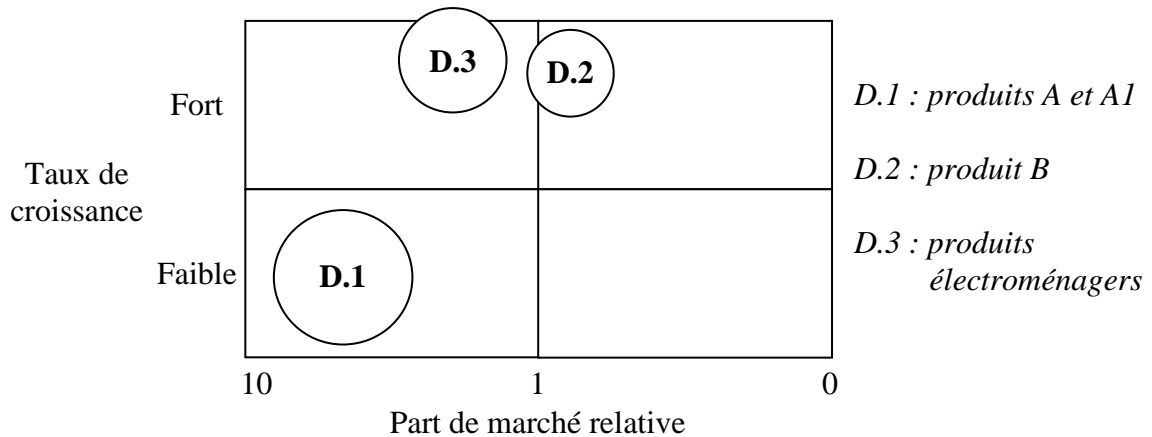 D.3
D.2
Fort
D.1 : produits A et A1
Taux de
croissance
D.2 : produit B
D.3 : produits
électroménagers
Faible
D.1
10
1
0
Part de marché relative